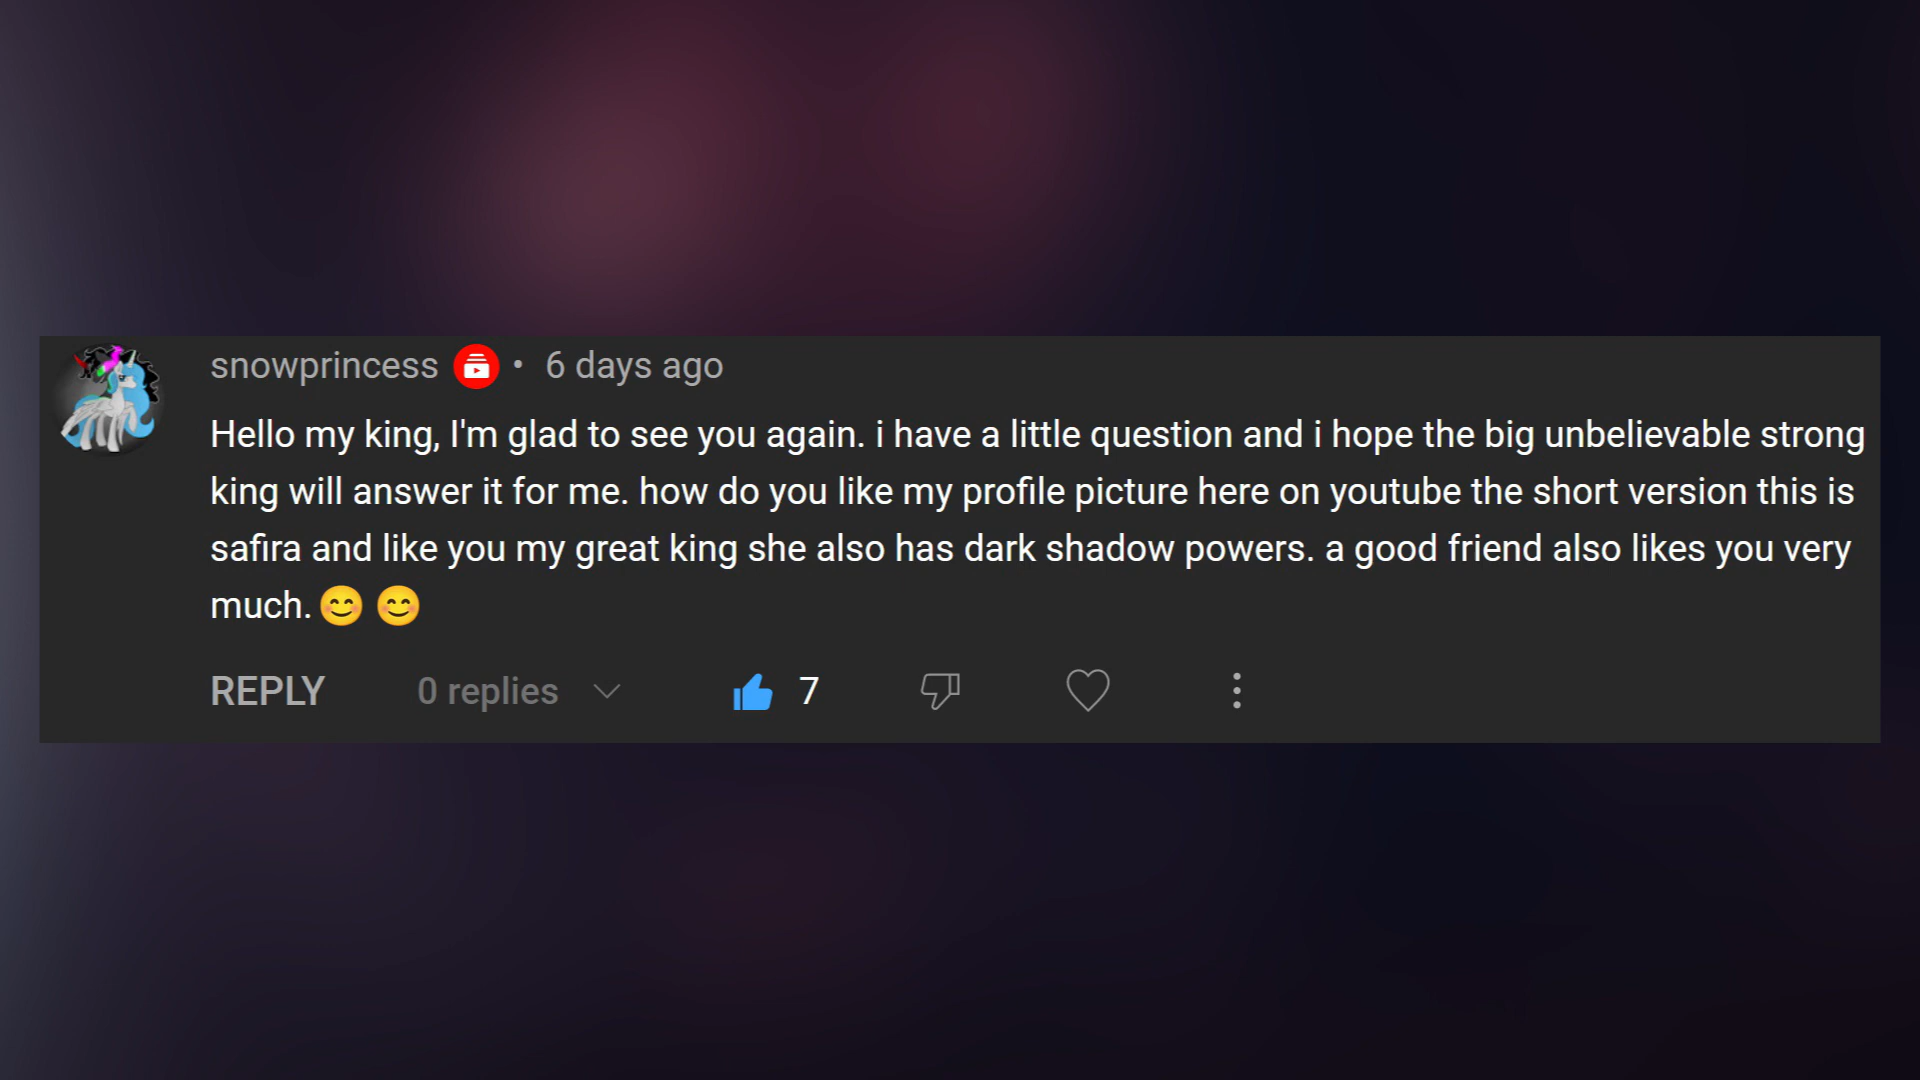 snowprincess • 6 days ago
Hello my king, I'm glad to see you again. i have a little question and i hope the big unbelievable strong
king will answer it for me. how do you like my profile picture here on youtube the short version this is
safira and like you my great king she also has dark shadow powers. a good friend also likes you very
much. 😊 😊
REPLY 0 replies 7